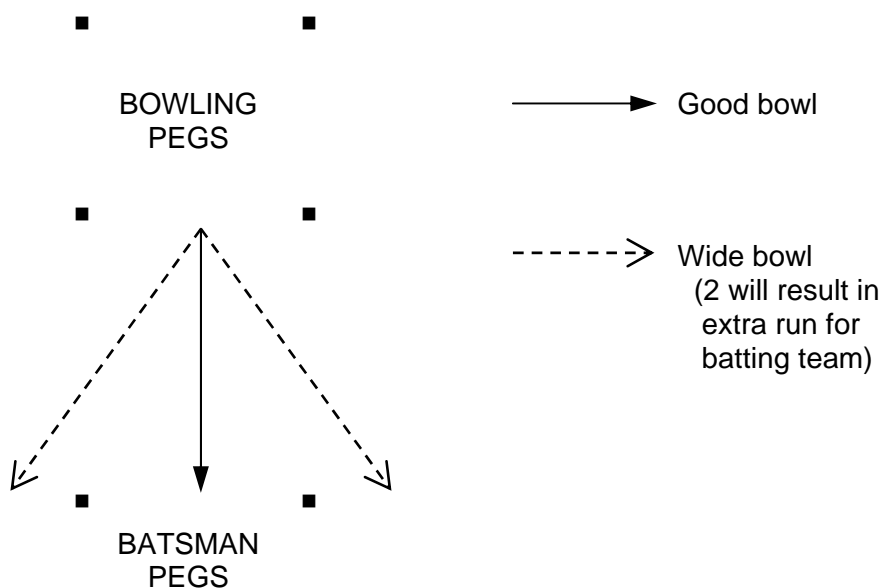 BOWLING
PEGS
Good bowl
Wide bowl
(2 will result in
extra run for
batting team)
BATSMAN
PEGS